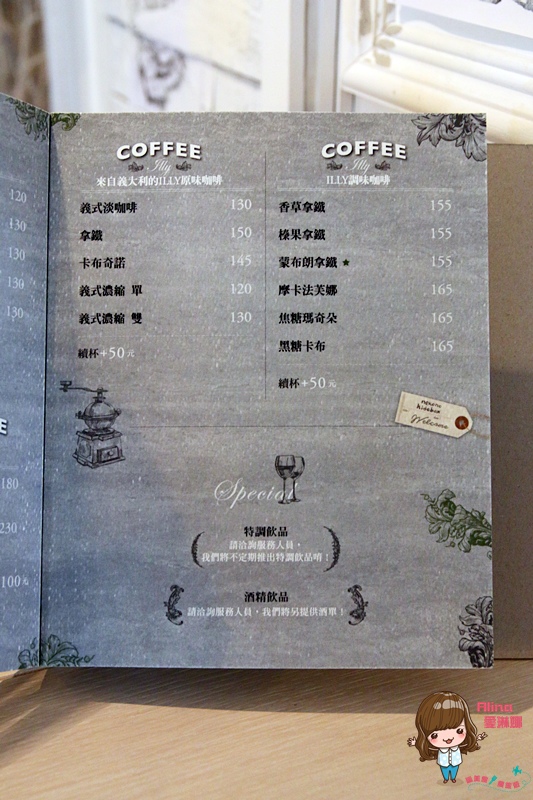 120
130
130
130
130
E
180
230
100元
COFFEE
Illy
來自義大利的ILLY原味咖啡
義式淡咖啡 130
拿鐵 150
卡布奇諾 145
義式濃縮 單 120
義式濃縮 雙 130
續杯+50元
COFFEE
Illy
ILLY調味咖啡
香草拿鐵 155
榛果拿鐵 155
蒙布朗拿鐵 ★ 155
摩卡法芙娜 165
焦糖瑪奇朵 165
黑糖卡布 165
續杯+50元
Welcome
Special
特調飲品
請洽詢服務人員，
我們將不定期推出特調飲品唷！
酒精飲品
請洽詢服務人員，我們將另提供酒單！
Alina
愛琳娜